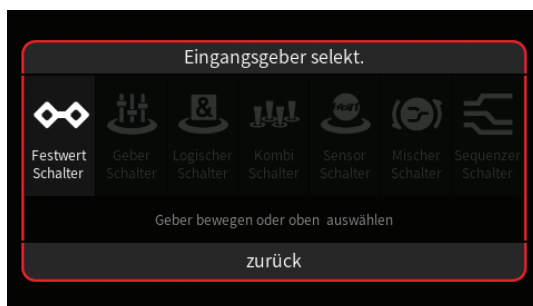 Eingangsgeber selekt.
&
MPORT
Festwert Geber Logischer Kombi Sensor Mischer Sequenzer
Schalter Schalter Schalter Schalter Schalter Schalter Schalter
Geber bewegen oder oben auswählen
zurück